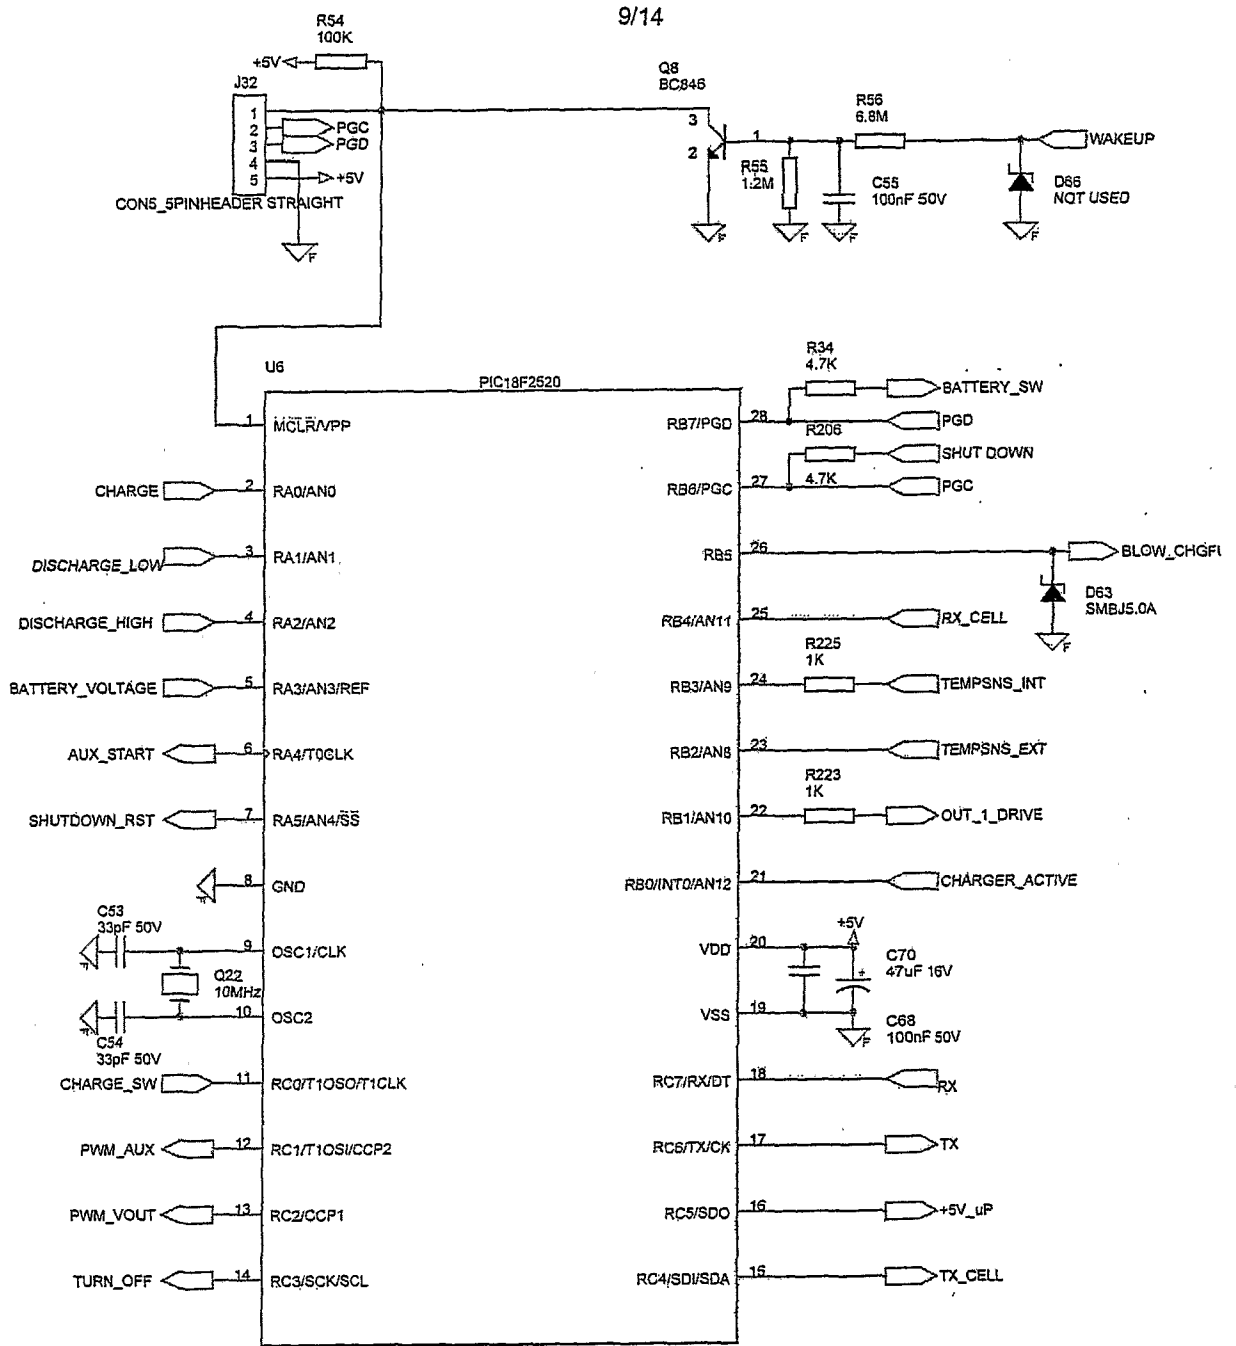 9/14
R54
100K
+5V
J32
1
2
3
4
5
PGC
PGD
+5V
CON5_5PINHEADER STRAIGHT
F
Q8
BC846
3
2
1
R55
1.2M
F
F
F
C55
100nF 50V
R56
6.8M
WAKEUP
D66
NOT USED
F
U6
PIC18F2520
1 MCLR/VPP
CHARGE 2 RA0/AN0
DISCHARGE_LOW 3 RA1/AN1
DISCHARGE_HIGH 4 RA2/AN2
BATTERY_VOLTAGE 5 RA3/AN3/REF
AUX_START 6 RA4/T0CLK
SHUTDOWN_RST 7 RA5/AN4/SS
F 8 GND
C53
33pF 50V
F 9 OSC1/CLK
Q22
10MHz
F 10 OSC2
C54
33pF 50V
CHARGE_SW 11 RC0/T1OSO/T1CLK
PWM_AUX 12 RC1/T1OSI/CCP2
PWM_VOUT 13 RC2/CCP1
TURN_OFF 14 RC3/SCK/SCL
R34
4.7K
BATTERY_SW
RB7/PGD 28 PGD
R206
SHUT DOWN
4.7K
RB6/PGC 27 PGC
RB5 26 BLOW_CHGFI
D63
SMBJ5.0A
F
RB4/AN11 25 RX_CELL
R225
1K
RB3/AN9 24 TEMPSNS_INT
RB2/AN8 23 TEMPSNS_EXT
R223
1K
RB1/AN10 22 OUT_1_DRIVE
RB0/INT0/AN12 21 CHARGER_ACTIVE
+5V
VDD 20
C70
47uF 16V
+
VSS 19
C68
100nF 50V
F
RC7/RX/DT 18 RX
RC6/TX/CK 17 TX
RC5/SDO 16 +5V_uP
RC4/SDI/SDA 15 TX_CELL